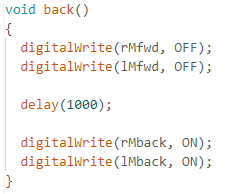 void back()
{
  digitalWrite(rMfwd, OFF);
  digitalWrite(lMfwd, OFF);

  delay(1000);

  digitalWrite(rMback, ON);
  digitalWrite(lMback, ON);
}